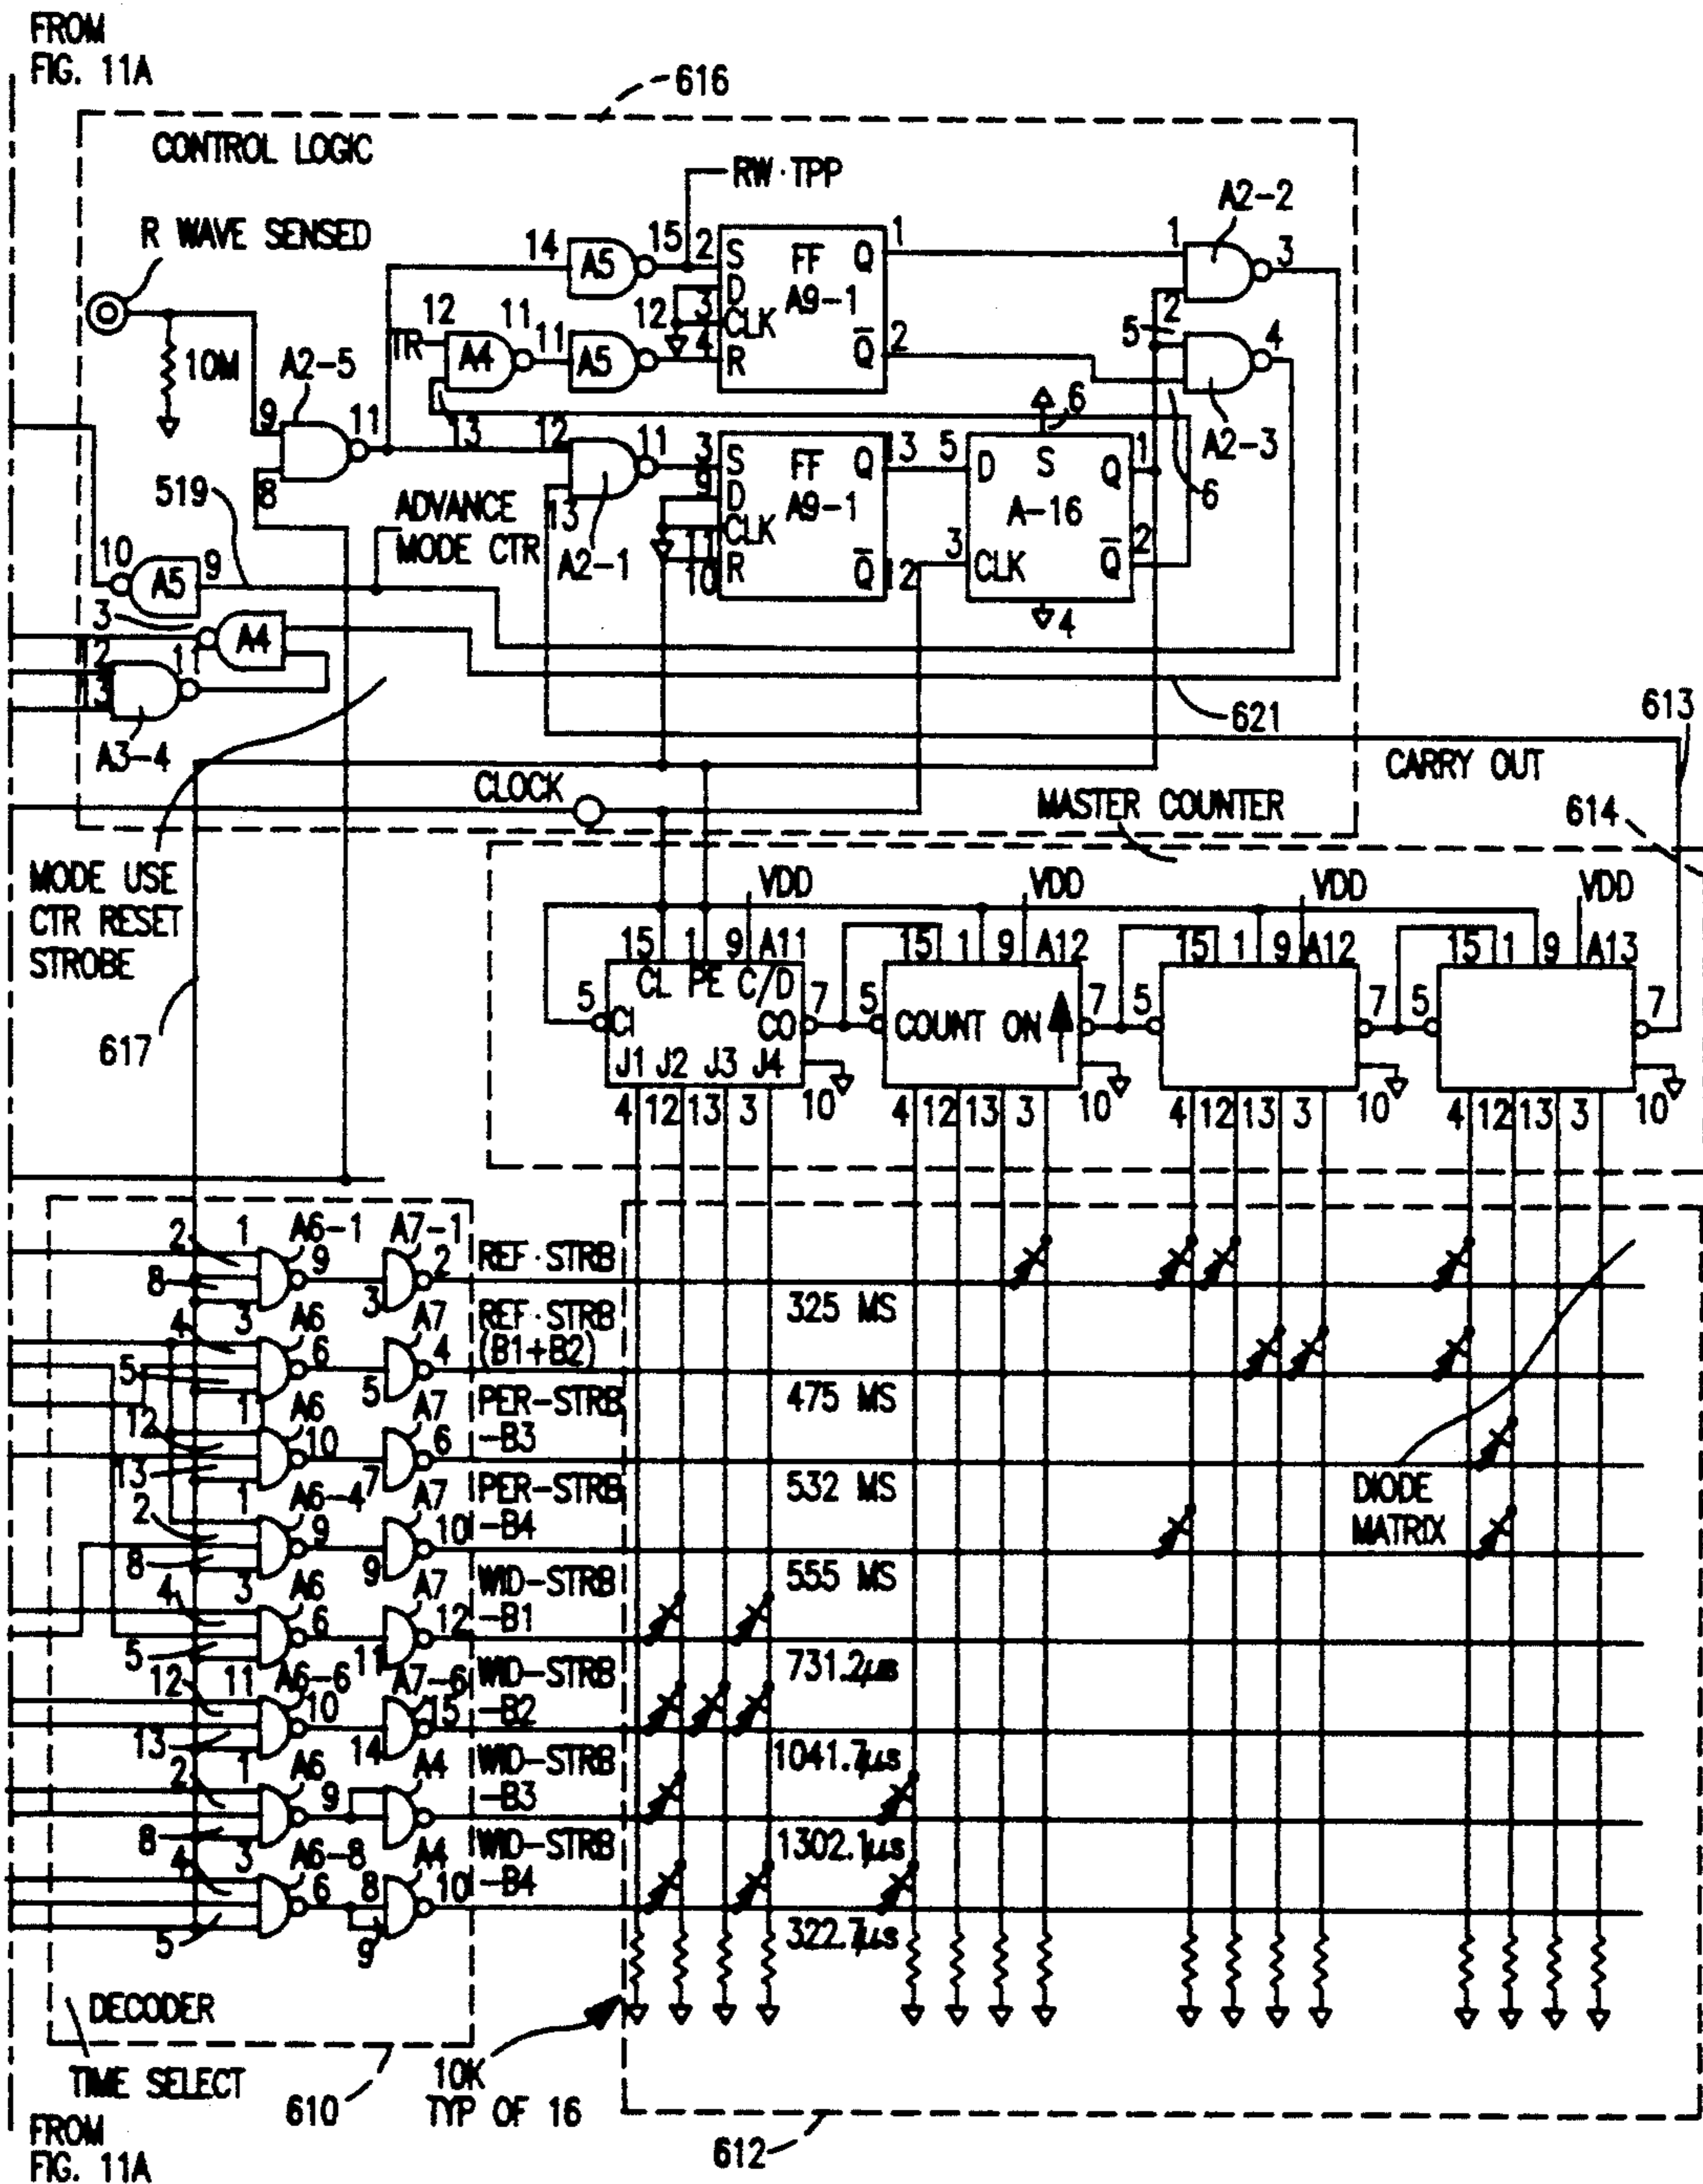 FROM
FIG. 11A
616
CONTROL LOGIC
RW·TPP
A2-2
R WAVE SENSED
14 A5 15 2 S FF Q 1
1 3
D A9-1
2
12 3 CLK
TR 12 A4 11 11 A5 4 R Q 2
5 4
10M
A2-5
9 11 13
8
6
12 11 3 S FF Q 13 5 D S Q 1
A2-3
6
519
ADVANCE
MODE CTR
13
A2-1
9 D A9-1
11 CLK
10 R Q 12
A-16
3 CLK Q 2
4
10 A5 9
3 A4
12 11
13
A3-4
621
613
CARRY OUT
CLOCK
MASTER COUNTER
614
MODE USE
CTR RESET
STROBE
VDD VDD VDD VDD
15 1 9 A11 15 1 9 A12 15 1 9 A12 15 1 9 A13
CL PE C/D
5 CI CO 7 5 COUNT ON 7 5 7 5 7
J1 J2 J3 J4
617
4 12 13 3 10 4 12 13 3 10 4 12 13 3 10 4 12 13 3 10
2 1 A6-1 A7-1 REF·STRB
9 2
8 3
325 MS
3
4 A6 A7 REF·STRB
(B1+B2)
6 4
5 5
475 MS
1 A6 A7 PER-STRB
-B3
12 10 6
13 7
532 MS
1 A6-4 A7 PER-STRB
-B4
2 9 10
8 9
555 MS
DIODE
MATRIX
3 A6 A7 WID-STRB
-B1
4 6 12
5 11
731.2μs
12 11 A6-6 A7-6 WID-STRB
-B2
10 15
13 14
1041.7μs
1 A6 A4 WID-STRB
-B3
2 9
8
1302.1μs
3 A6-8 A4 WID-STRB
-B4
4 6 8 10
5 9
322.7μs
DECODER
TIME SELECT
610
10K
TYP OF 16
612
FROM
FIG. 11A